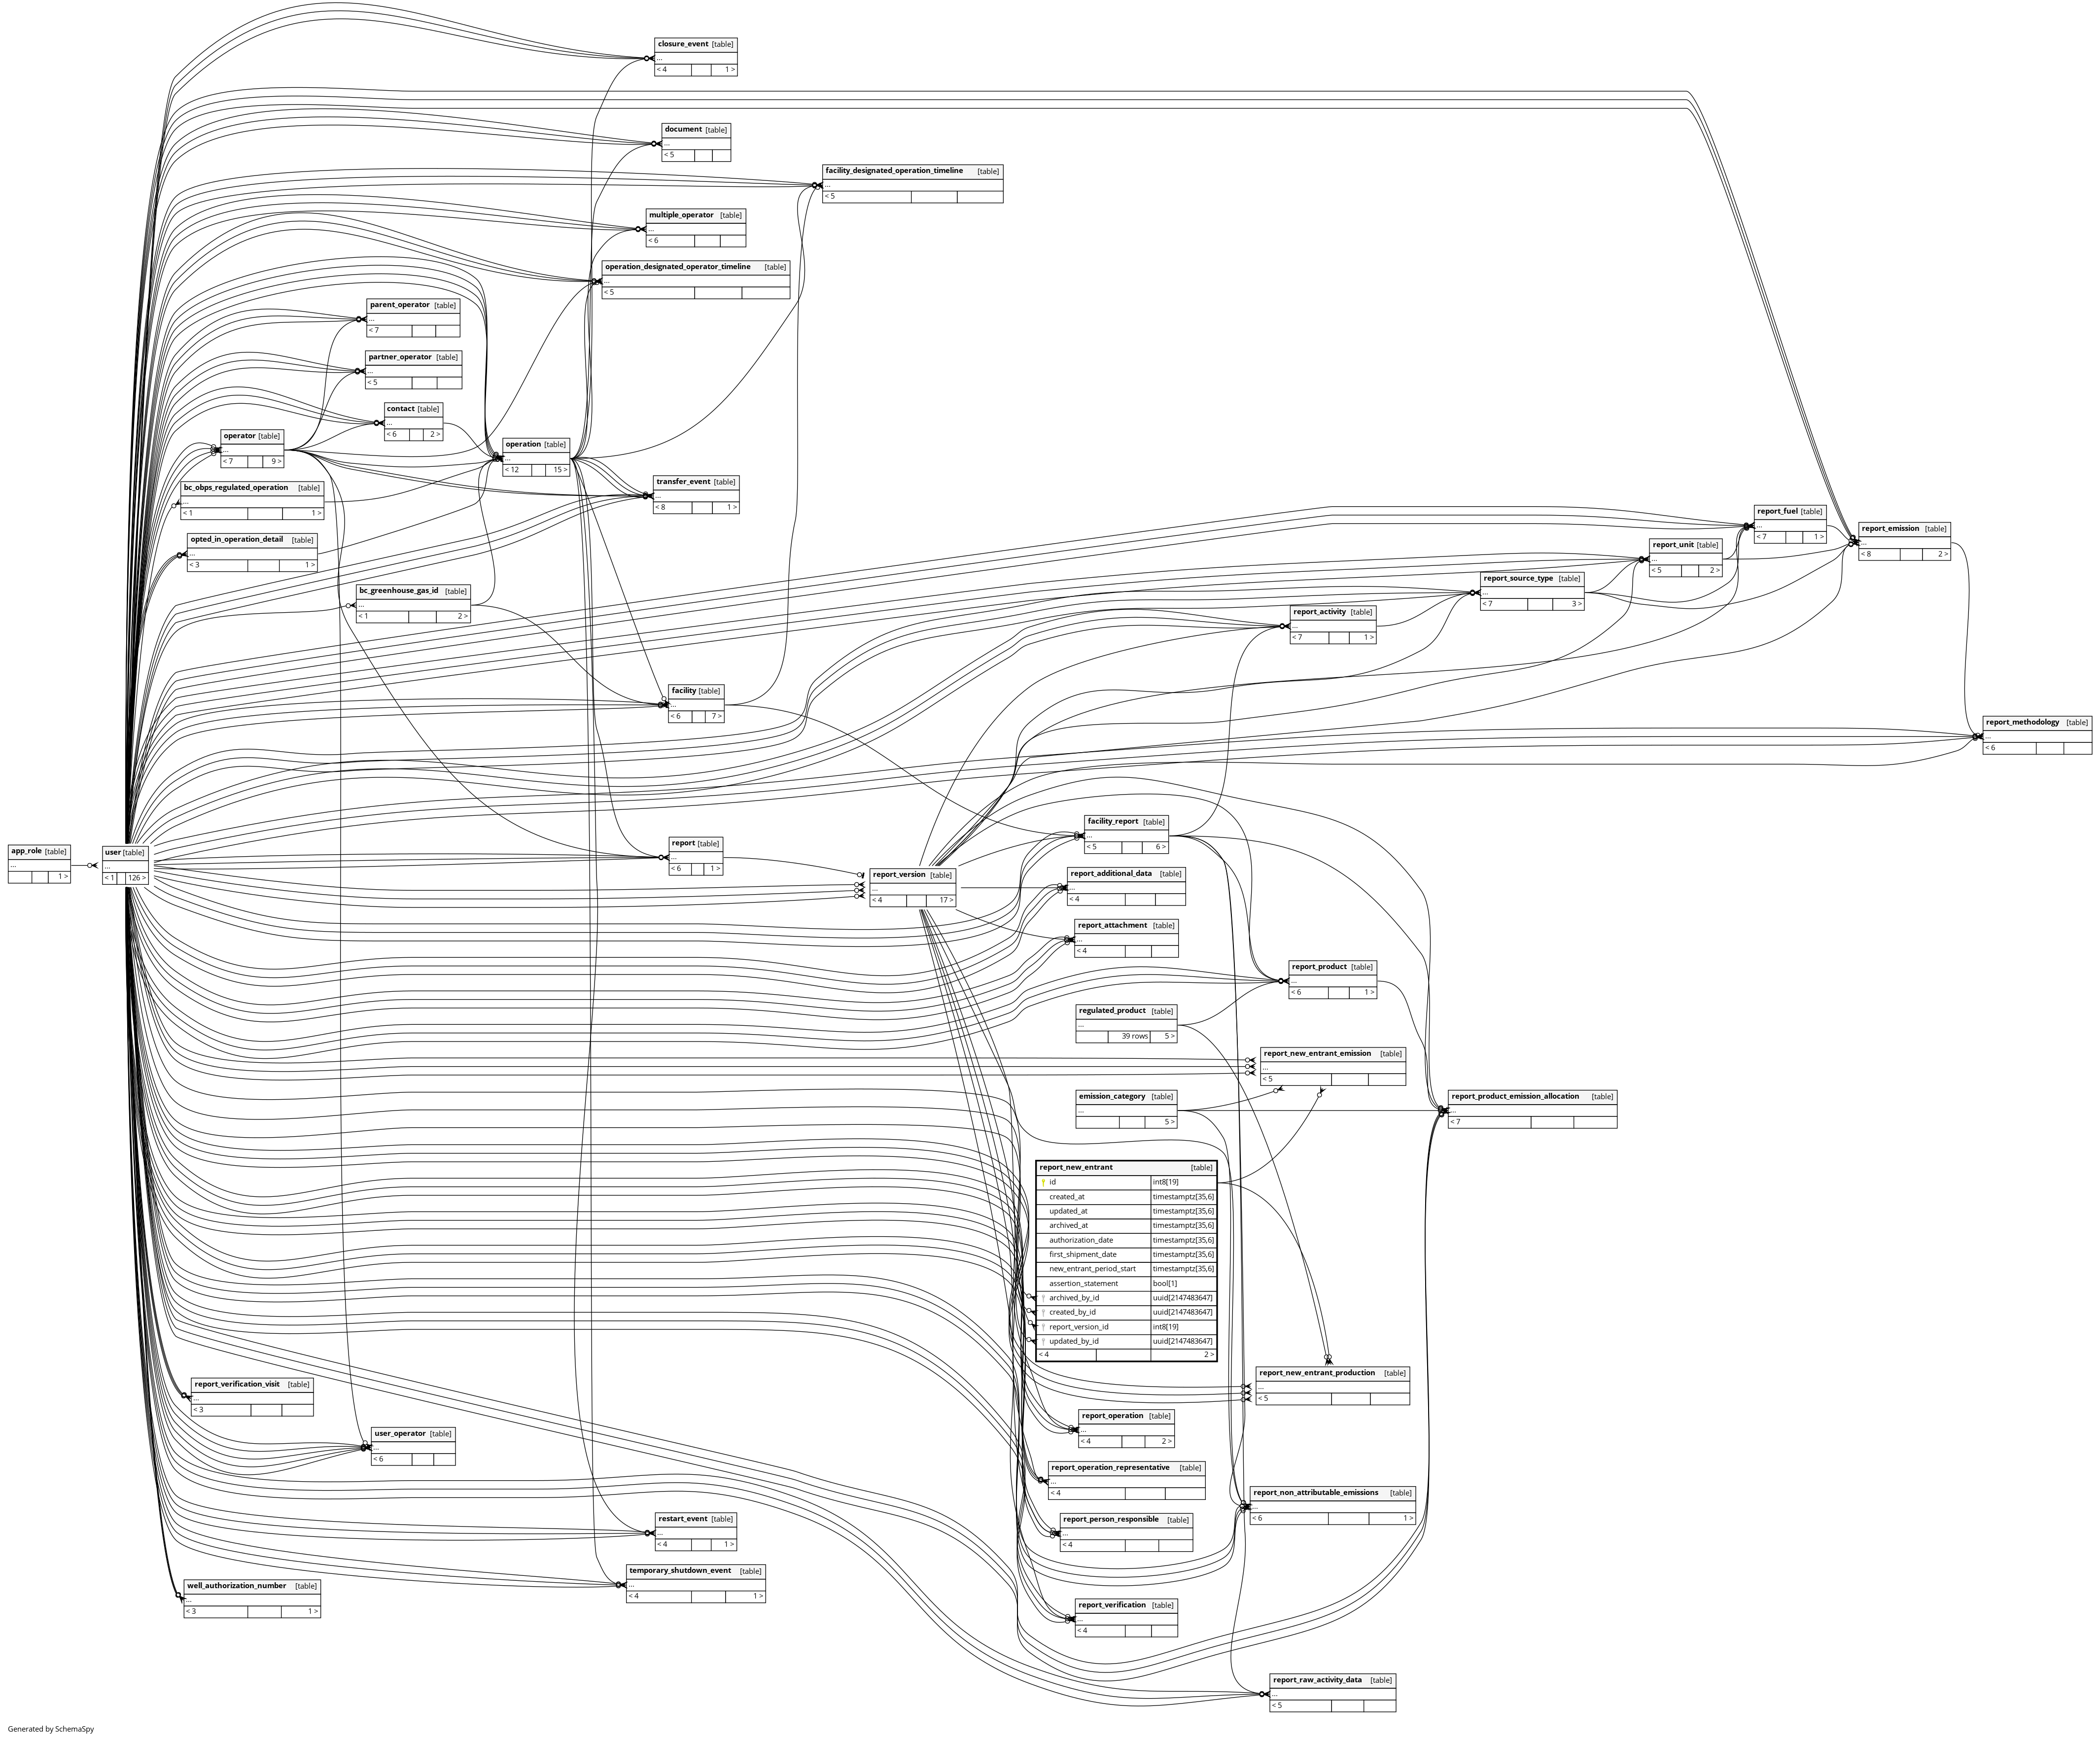 closure_event [table]
...
< 4 1 >
document [table]
...
< 5
facility_designated_operation_timeline [table]
...
< 5
multiple_operator [table]
...
< 6
operation_designated_operator_timeline [table]
...
< 5
parent_operator [table]
...
< 7
partner_operator [table]
...
< 5
contact [table]
...
< 6 2 >
operator [table]
...
< 7 9 >
operation [table]
...
< 12 15 >
bc_obps_regulated_operation [table]
...
< 1 1 >
transfer_event [table]
...
< 8 1 >
opted_in_operation_detail [table]
...
< 3 1 >
bc_greenhouse_gas_id [table]
...
< 1 2 >
report_fuel [table]
...
< 7 1 >
report_emission [table]
...
< 8 2 >
report_unit [table]
...
< 5 2 >
report_source_type [table]
...
< 7 3 >
report_activity [table]
...
< 7 1 >
facility [table]
...
< 6 7 >
report_methodology [table]
...
< 6
app_role [table]
...
1 >
user [table]
...
< 1 126 >
report [table]
...
< 6 1 >
report_version [table]
...
< 4 17 >
facility_report [table]
...
< 5 6 >
report_additional_data [table]
...
< 4
report_attachment [table]
...
< 4
report_product [table]
...
< 6 1 >
regulated_product [table]
...
39 rows 5 >
report_new_entrant_emission [table]
...
< 5
emission_category [table]
...
5 >
report_product_emission_allocation [table]
...
< 7
report_new_entrant [table]
id int8[19]
created_at timestamptz[35,6]
updated_at timestamptz[35,6]
archived_at timestamptz[35,6]
authorization_date timestamptz[35,6]
first_shipment_date timestamptz[35,6]
new_entrant_period_start timestamptz[35,6]
assertion_statement bool[1]
archived_by_id uuid[2147483647]
created_by_id uuid[2147483647]
report_version_id int8[19]
updated_by_id uuid[2147483647]
< 4 2 >
report_new_entrant_production [table]
...
< 5
report_verification_visit [table]
...
< 3
report_operation [table]
...
< 4 2 >
user_operator [table]
...
< 6
report_operation_representative [table]
...
< 4
report_non_attributable_emissions [table]
...
< 6 1 >
restart_event [table]
...
< 4 1 >
report_person_responsible [table]
...
< 4
temporary_shutdown_event [table]
...
< 4 1 >
well_authorization_number [table]
...
< 3 1 >
report_verification [table]
...
< 4
report_raw_activity_data [table]
...
< 5
Generated by SchemaSpy